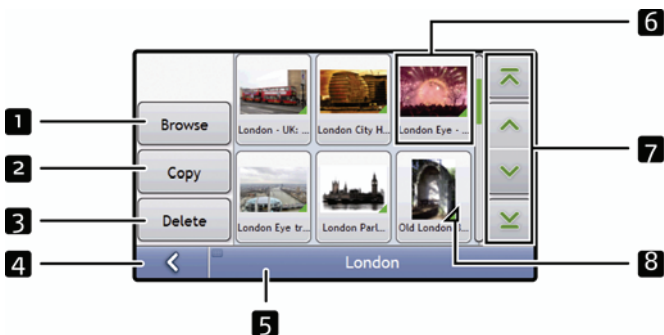 6
1
Browse
London - UK: ...
London City H...
London Eye - ...
7
2
Copy
3
Delete
London Eye tr...
London Parl...
Old London
4
London
8
5